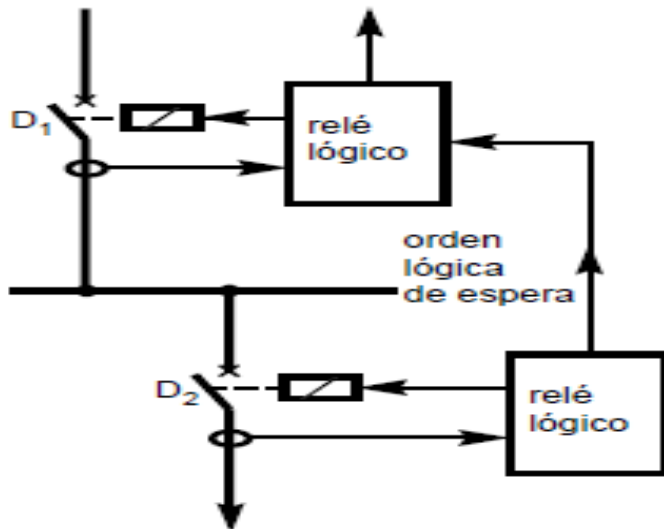 D1
relé
lógico
orden
lógica
de espera
D2
relé
lógico